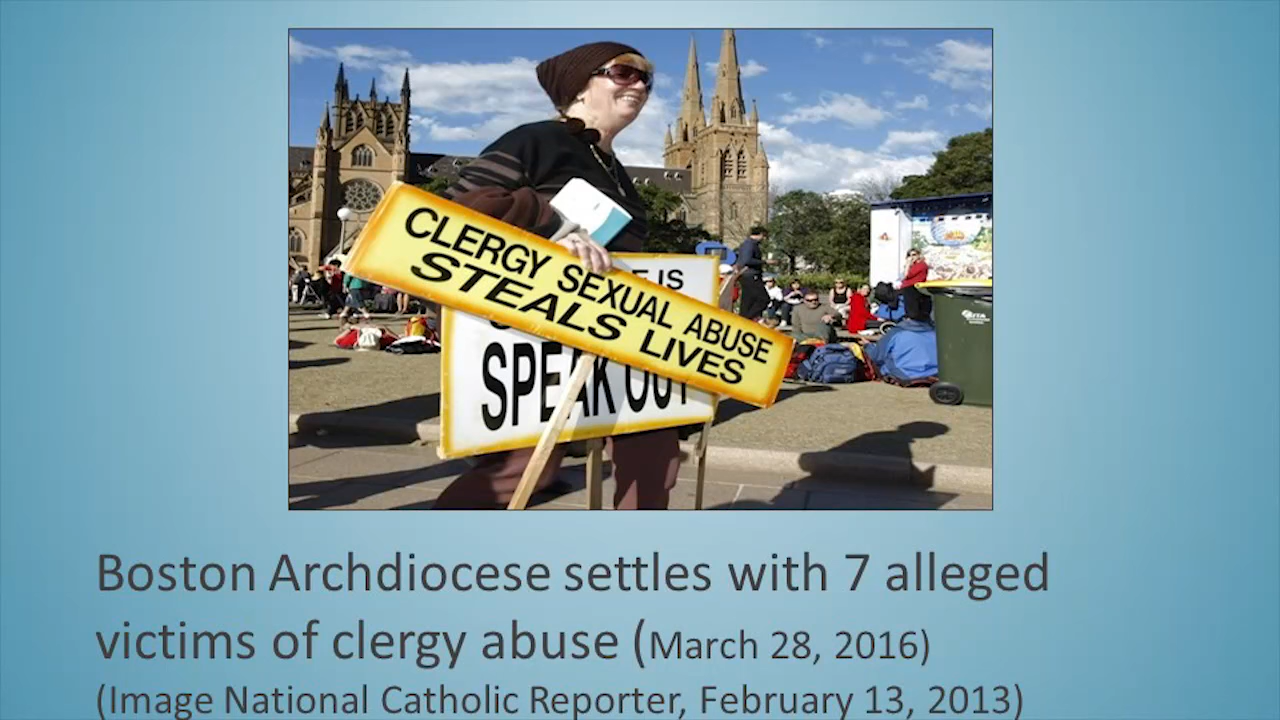 CLERGY SEXUAL ABUSE
STEALS LIVES
IS
SPEAK OUT
Boston Archdiocese settles with 7 alleged
victims of clergy abuse (March 28, 2016)
(Image National Catholic Reporter, February 13, 2013)